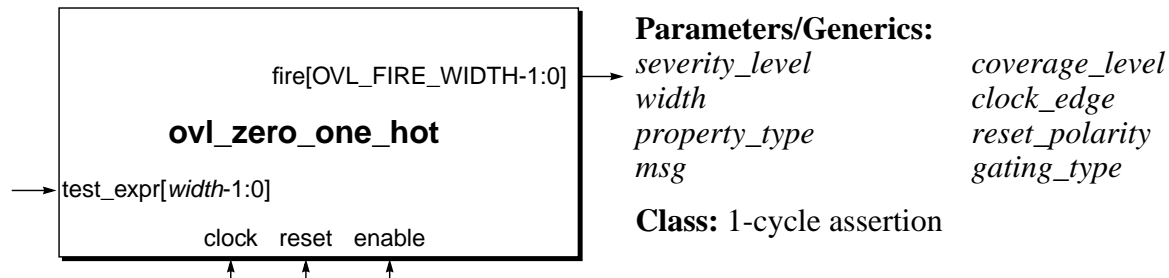 fire[OVL_FIRE_WIDTH-1:0]
ovl_zero_one_hot
test_expr[width-1:0]
clock reset enable
Parameters/Generics:
severity_level coverage_level
width clock_edge
property_type reset_polarity
msg gating_type
Class: 1-cycle assertion